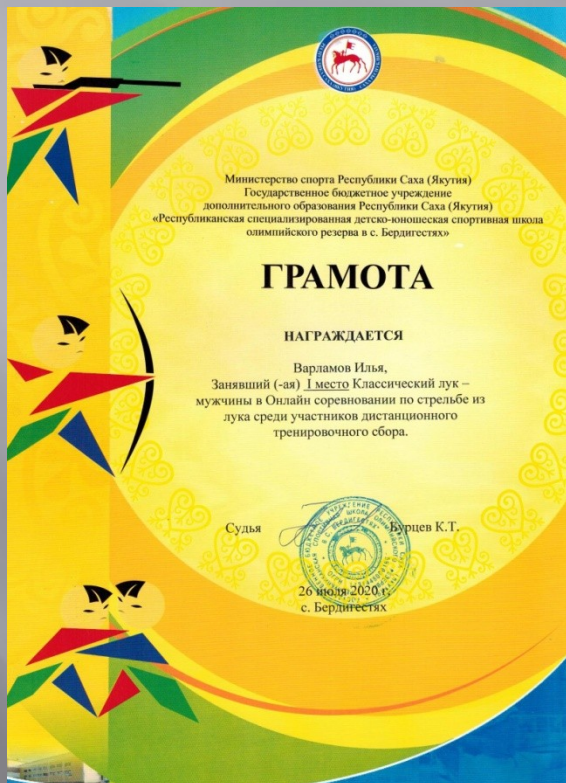 Министерство спорта Республики Саха (Якутия)
Государственное бюджетное учреждение
дополнительного образования Республики Саха (Якутия)
«Республиканская специализированная детско-юношеская спортивная школа
олимпийского резерва в с. Бердигестях»
ГРАМОТА
НАГРАЖДАЕТСЯ
Варламов Илья,
Занявший (-ая) I место Классический лук –
мужчины в Онлайн соревновании по стрельбе из
лука среди участников дистанционного
тренировочного сбора.
Судья Бурцев К.Т.
26 июля 2020 г.
с. Бердигестях